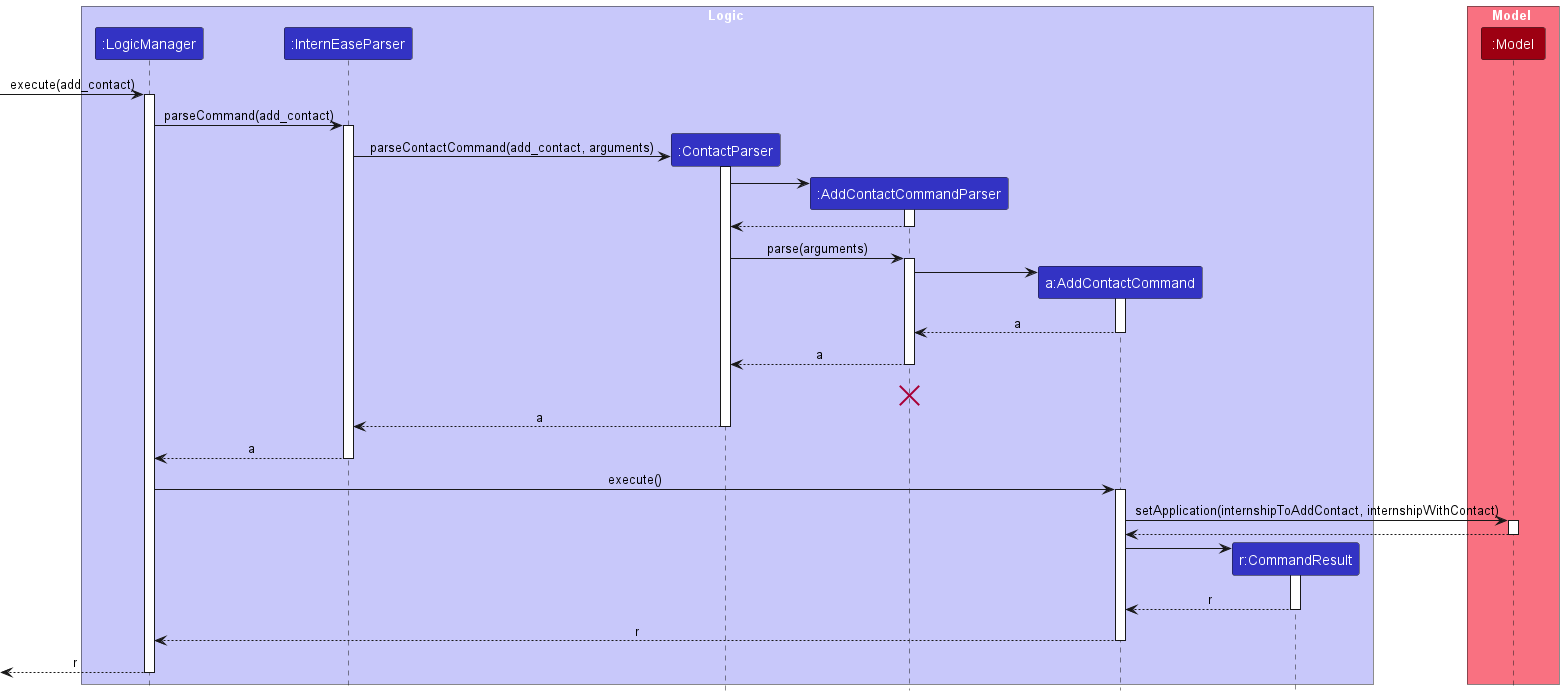 Logic
Model
:LogicManager
:InternEaseParser
:Model
execute(add_contact)
parseCommand(add_contact)
parseContactCommand(add_contact, arguments)
:ContactParser
:AddContactCommandParser
parse(arguments)
a:AddContactCommand
a
a
a
a
execute()
setApplication(internshipToAddContact, internshipWithContact)
r:CommandResult
r
r
r